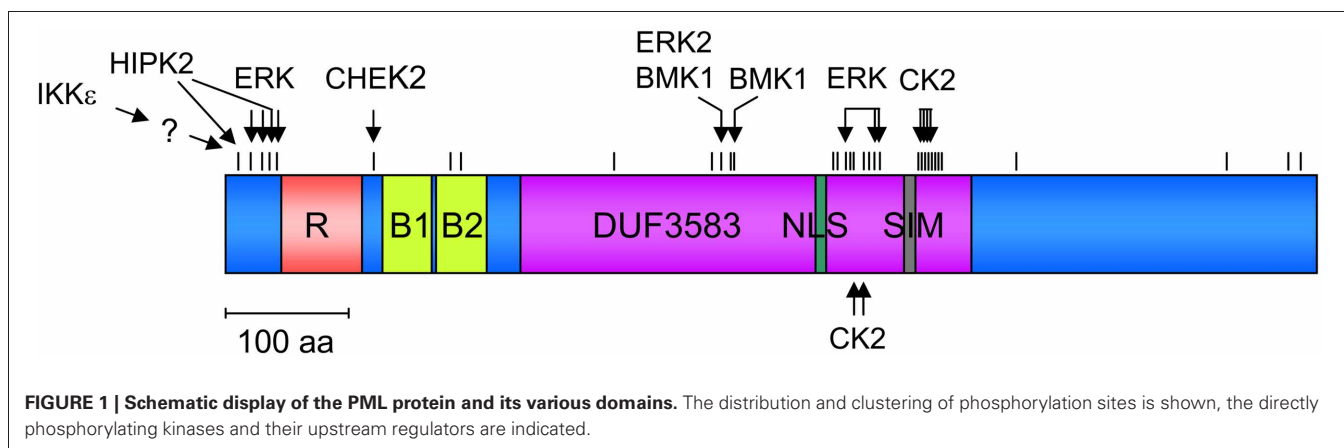 ERK2
HIPK2 ERK CHEK2 BMK1 BMK1 ERK CK2
IKKε
?
R B1 B2 DUF3583 NLS SIM
100 aa
CK2
FIGURE 1 | Schematic display of the PML protein and its various domains. The distribution and clustering of phosphorylation sites is shown, the directly
phosphorylating kinases and their upstream regulators are indicated.